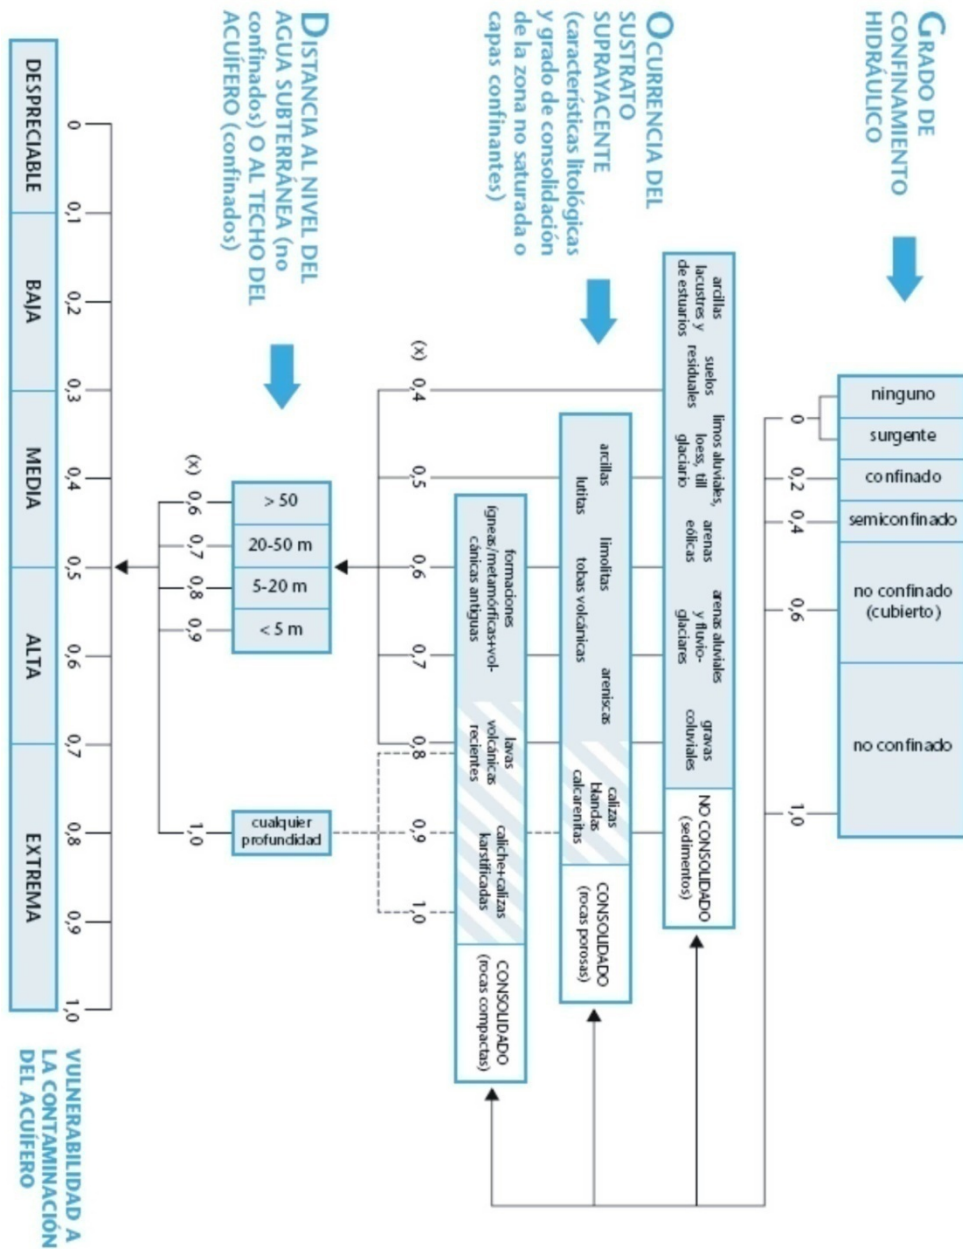 GRADO DE
CONFINAMIENTO
HIDRÁULICO
ninguno
surgente
confinado
semiconfinado
no confinado
(cubierto)
no confinado
0
0,2
0,4
0,6
1,0
OCURRENCIA DEL
SUSTRATO
SUPRAYACENTE
(características litológicas
y grado de consolidación
de la zona no saturada o
capas confinantes)
arcillas
lacustres y
de estuarios
suelos
residuales
limos aluviales,
loess, till
glaciario
arenas
eólicas
arenas aluviales
y fluvio-
glaciares
gravas
coluviales
NO CONSOLIDADO
(sedimentos)
arcillas
lutitas
limolitas
tobas volcánicas
areniscas
calizas
blandas
calcarenitas
CONSOLIDADO
(rocas porosas)
formaciones
ígneas/metamórficas+vol-
cánicas antiguas
lavas
volcánicas
recientes
caliche+calizas
karstificadas
CONSOLIDADO
(rocas compactas)
(x)
0,4
0,5
0,6
0,7
0,8
0,9
1,0
DISTANCIA AL NIVEL DEL
AGUA SUBTERRÁNEA (no
confinados) O AL TECHO DEL
ACUÍFERO (confinados)
> 50
20-50 m
5-20 m
< 5 m
cualquier
profundidad
(x)
0,6
0,7
0,8
0,9
1,0
0
0,1
0,2
0,3
0,4
0,5
0,6
0,7
0,8
0,9
1,0
DESPRECIABLE
BAJA
MEDIA
ALTA
EXTREMA
VULNERABILIDAD A
LA CONTAMINACIÓN
DEL ACUÍFERO